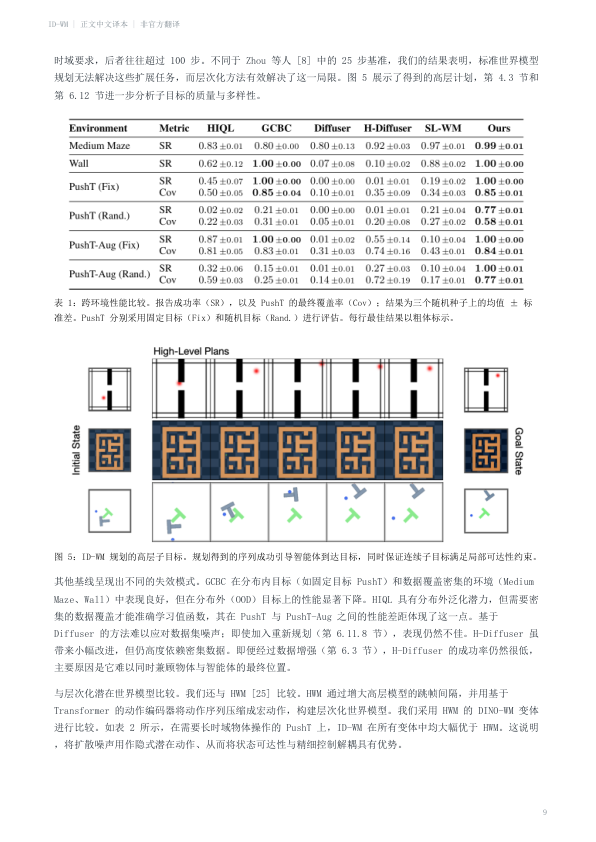 ID-WM | 正文中文译本 | 非官方翻译
时域要求，后者往往超过 100 步。不同于 Zhou 等人 [8] 中的 25 步基准，我们的结果表明，标准世界模型
规划无法解决这些扩展任务，而层次化方法有效解决了这一局限。图 5 展示了得到的高层计划，第 4.3 节和
第 6.12 节进一步分析子目标的质量与多样性。
Environment Metric HIQL GCBC Diffuser H-Diffuser SL-WM Ours
Medium Maze SR 0.83 ±0.01 0.80 ±0.00 0.80 ±0.13 0.92 ±0.03 0.97 ±0.01 0.99 ±0.01
Wall SR 0.62 ±0.12 1.00 ±0.00 0.07 ±0.08 0.10 ±0.02 0.88 ±0.02 1.00 ±0.00
PushT (Fix) SR 0.45 ±0.07 1.00 ±0.00 0.00 ±0.00 0.01 ±0.01 0.19 ±0.02 1.00 ±0.00
Cov 0.50 ±0.05 0.85 ±0.04 0.10 ±0.01 0.35 ±0.09 0.34 ±0.03 0.85 ±0.01
PushT (Rand.) SR 0.02 ±0.02 0.21 ±0.01 0.00 ±0.00 0.01 ±0.01 0.21 ±0.04 0.77 ±0.01
Cov 0.22 ±0.03 0.31 ±0.01 0.05 ±0.01 0.20 ±0.08 0.27 ±0.02 0.58 ±0.01
PushT-Aug (Fix) SR 0.87 ±0.01 1.00 ±0.00 0.01 ±0.02 0.55 ±0.14 0.10 ±0.04 1.00 ±0.00
Cov 0.81 ±0.05 0.83 ±0.01 0.31 ±0.03 0.74 ±0.16 0.43 ±0.01 0.84 ±0.01
PushT-Aug (Rand.) SR 0.32 ±0.06 0.15 ±0.01 0.01 ±0.01 0.27 ±0.03 0.10 ±0.04 1.00 ±0.01
Cov 0.59 ±0.03 0.25 ±0.01 0.14 ±0.01 0.72 ±0.19 0.17 ±0.01 0.77 ±0.01
表 1：跨环境性能比较。报告成功率（SR），以及 PushT 的最终覆盖率（Cov）；结果为三个随机种子上的均值 ± 标
准差。PushT 分别采用固定目标（Fix）和随机目标（Rand.）进行评估。每行最佳结果以粗体标示。
High-Level Plans
Initial State
Goal State
图 5：ID-WM 规划的高层子目标。规划得到的序列成功引导智能体到达目标，同时保证连续子目标满足局部可达性约束。
其他基线呈现出不同的失效模式。GCBC 在分布内目标（如固定目标 PushT）和数据覆盖密集的环境（Medium
Maze、Wall）中表现良好，但在分布外（OOD）目标上的性能显著下降。HIQL 具有分布外泛化潜力，但需要密
集的数据覆盖才能准确学习值函数，其在 PushT 与 PushT-Aug 之间的性能差距体现了这一点。基于
Diffuser 的方法难以应对数据集噪声：即使加入重新规划（第 6.11.8 节），表现仍然不佳。H-Diffuser 虽
带来小幅改进，但仍高度依赖密集数据。即便经过数据增强（第 6.3 节），H-Diffuser 的成功率仍然很低，
主要原因是它难以同时兼顾物体与智能体的最终位置。
与层次化潜在世界模型比较。我们还与 HWM [25] 比较。HWM 通过增大高层模型的跳帧间隔，并用基于
Transformer 的动作编码器将动作序列压缩成宏动作，构建层次化世界模型。我们采用 HWM 的 DINO-WM 变体
进行比较。如表 2 所示，在需要长时域物体操作的 PushT 上，ID-WM 在所有变体中均大幅优于 HWM。这说明
，将扩散噪声用作隐式潜在动作、从而将状态可达性与精细控制解耦具有优势。
9